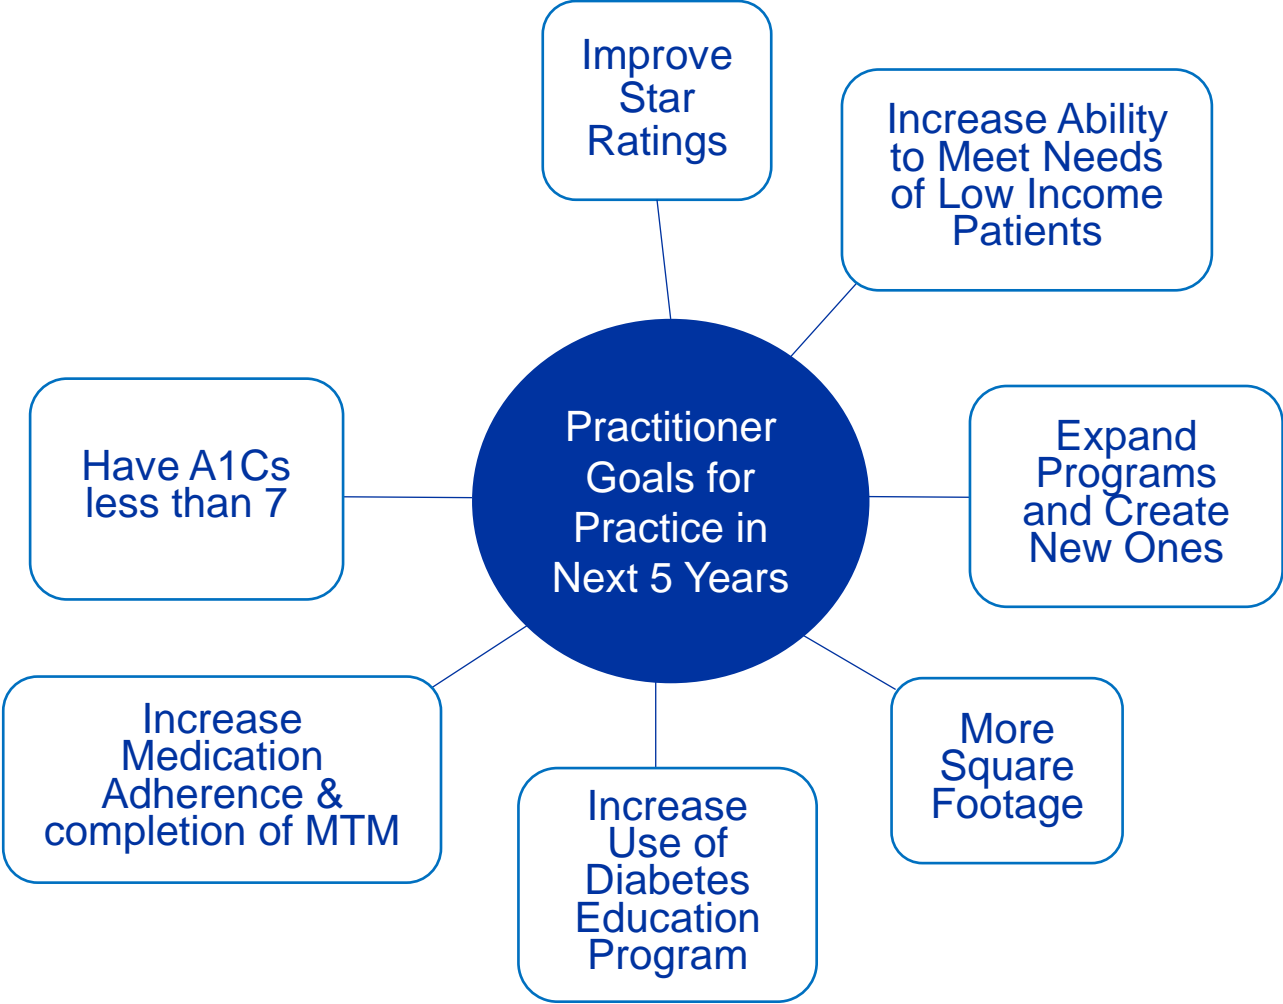 Improve
Star
Ratings
Increase Ability
to Meet Needs
of Low Income
Patients
Practitioner
Goals for
Practice in
Next 5 Years
Expand
Programs
and Create
New Ones
Have A1Cs
less than 7
More
Square
Footage
Increase
Medication
Adherence &
completion of MTM
Increase
Use of
Diabetes
Education
Program